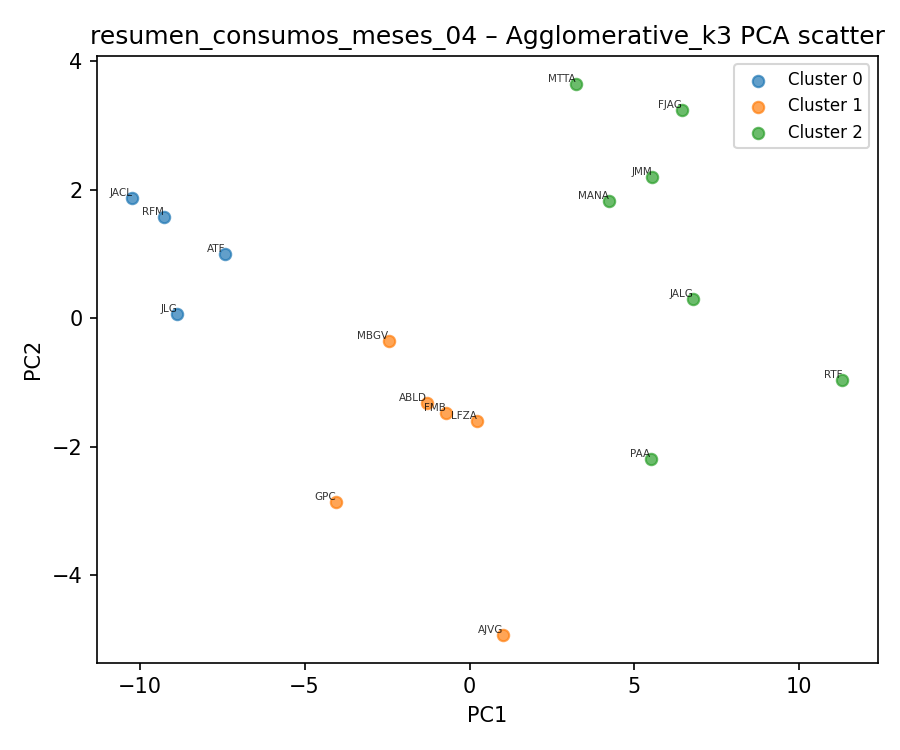 resumen_consumos_meses_04 – Agglomerative_k3 PCA scatter
Cluster 0
Cluster 1
Cluster 2
4
2
0
−2
−4
PC2
MTTA
FJAG
JMM
MANA
JACL
RFM
ATF
JLG
JALG
MBGV
RTF
ABLD
FMB
LFZA
PAA
GPC
AJVG
−10
−5
0
5
10
PC1